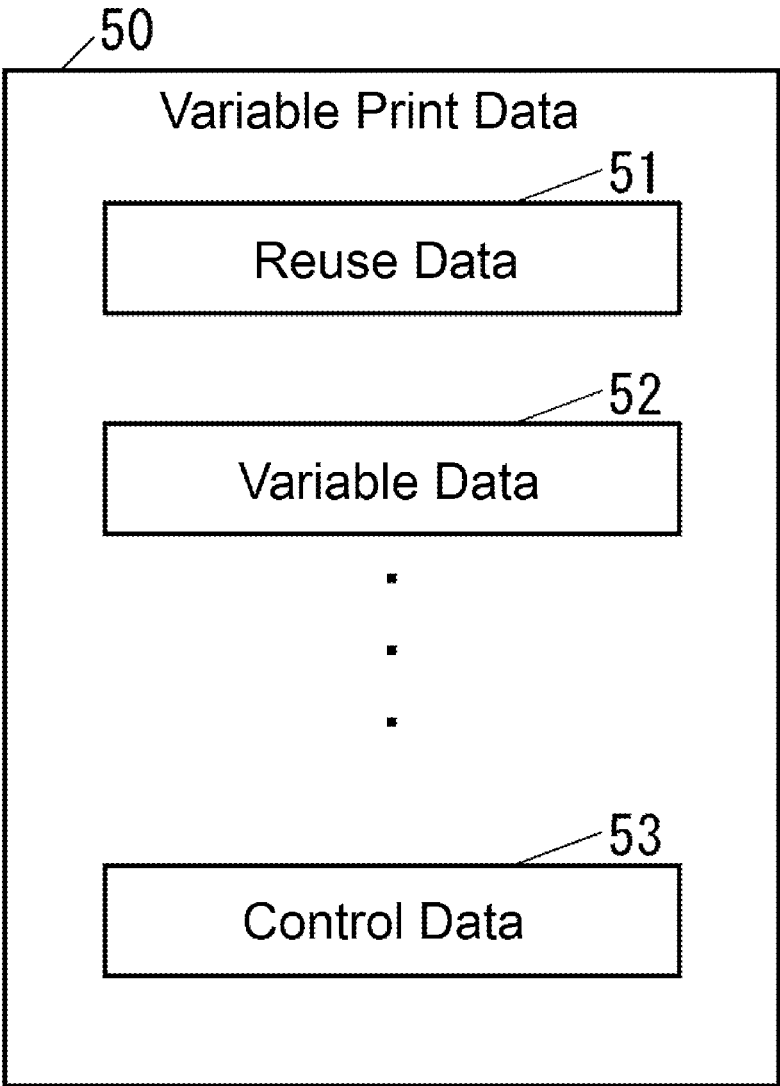 50
Variable Print Data
51
Reuse Data
52
Variable Data
53
Control Data